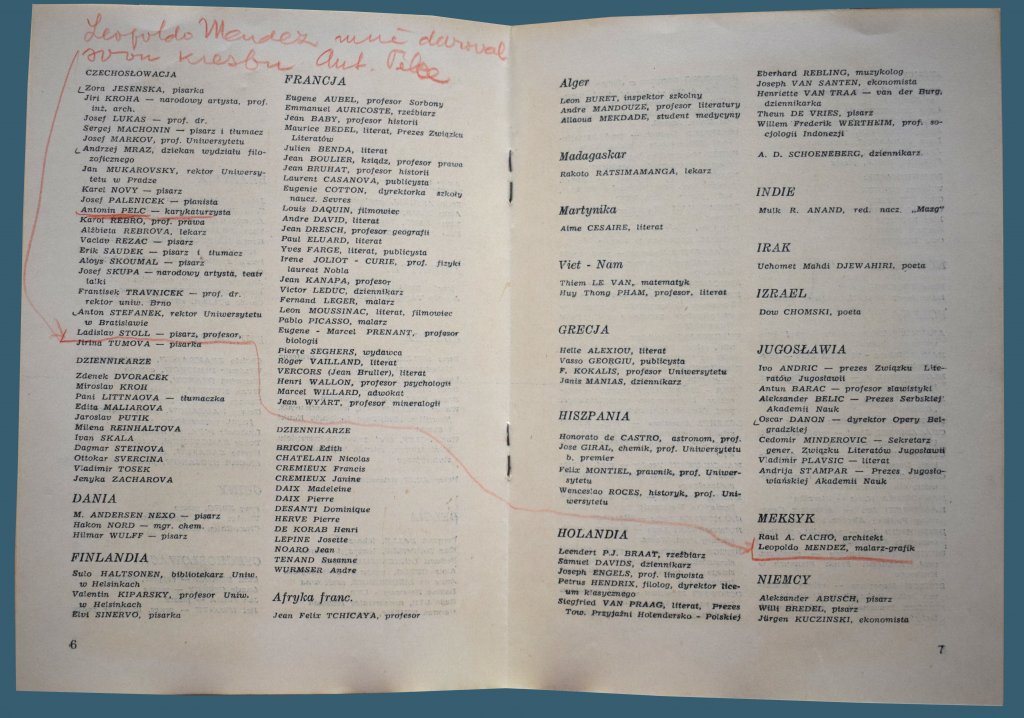 Leopoldo Mendez mně daroval
svou kresbu Ant. Pelc
CZECHOSŁOWACJA
Zora JESENSKA, pisarka
Jiri KROHA — narodowy artysta, prof.
inż. arch.
Josef LUKAS — prof. dr.
Sergej MACHONIN — pisarz i tłumacz
Josef MARKOV, prof. Uniwersytetu
Andrzej MRAZ, dziekan wydziału filo-
zoficznego
Jan MUKAROVSKY, rektor Uniwersy-
tetu w Pradze
Karel NOVY — pisarz
Josef PALENICEK — pianista
Antonin PELC — karykaturzysta
Karol REBRO, prof. prawa
Alžbieta REBROVA, lekarz
Vaclav REZAC — pisarz
Erik SAUDEK — pisarz i tłumacz
Aloys SKOUMAL — pisarz
Josef SKUPA — narodowy artysta, teatr
lalki
Frantisek TRAVNICEK — prof. dr.
rektor uniw. Brno
Anton STEFANEK, rektor Uniwersytetu
w Bratislawie
Ladislav STOLL — pisarz, profesor,
Jirina TUMOVA — pisarka
DZIENNIKARZE
Zdenek DVORACEK
Miroslav KROH
Pani LITTNAOVA — tłumaczka
Edita MALIAROVA
Jaroslav PUTIK
Milena REINHALTOVA
Ivan SKALA
Dagmar STEINOVA
Ottokar SVERCINA
Vladimir TOSEK
Jenyka ZACHAROVA
DANIA
M. ANDERSEN NEXO — pisarz
Hakon NORD — mgr. chem.
Hilmar WULFF — pisarz
FINLANDIA
Sulo HALTSONEN, bibliotekarz Uniw.
w Helsinkach
Valentin KIPARSKY, profesor Uniw.
w Helsinkach
Elvi SINERVO, pisarka
6
FRANCJA
Eugene AUBEL, profesor Sorbony
Emmanuel AURICOSTE, rzeźbiarz
Jean BABY, profesor historii
Maurice BEDEL, literat, Prezes Związku
Literatów
Julien BENDA, literat
Jean BOULIER, ksiądz, profesor prawa
Jean BRUHAT, profesor historii
Laurent CASANOVA, publicysta
Eugenie COTTON, dyrektorka szkoły
naucz. Sevres
Louis DAQUIN, filmowiec
Andre DAVID, literat
Jean DRESCH, profesor geografii
Paul ELUARD, literat
Yves FARGE, literat, publicysta
Irene JOLIOT - CURIE, prof. fizyki
laureat Nobla
Jean KANAPA, profesor
Victor LEDUC, dziennikarz
Fernand LEGER, malarz
Leon MOUSSINAC, literat, filmowiec
Pablo PICASSO, malarz
Eugene - Marcel PRENANT, profesor
biologii
Pierre SEGHERS, wydawca
Roger VAILLAND, literat
VERCORS (Jean Bruller), literat
Henri WALLON, profesor psychologii
Marcel WILLARD, adwokat
Jean WYART, profesor mineralogii
DZIENNIKARZE
BRICON Edith
CHATELAIN Nicolas
CREMIEUX Francis
CREMIEUX Janine
DAIX Madeleine
DAIX Pierre
DESANTI Dominique
HERVE Pierre
DE KORAB Henri
LEPINE Josette
NOARO Jean
TENAND Susanne
WURMSER Andre
Afryka franc.
Jean Felix TCHICAYA, profesor
Alger
Leon BURET, inspektor szkolny
Andre MANDOUZE, profesor literatury
Allaoua MEKDADE, student medycyny
Madagaskar
Rakoto RATSIMAMANGA, lekarz
Martynika
Aime CESAIRE, literat
Viet - Nam
Thiem LE VAN, matematyk
Huy Thong PHAM, profesor, literat
GRECJA
Helle ALEXIOU, literat
Vasso GEORGIU, publicysta
F. KOKALIS, profesor Uniwersytetu
Janis MANIAS, dziennikarz
HISZPANIA
Honorato de CASTRO, astronom, prof.
Jose GIRAL, chemik, prof. Uniwersytetu
b. premier
Felix MONTIEL, prawnik, prof. Uniwer-
sytetu
Wenceslao ROCES, historyk, prof. Uni-
wersytetu
HOLANDIA
Leendert P.J. BRAAT, rzeźbiarz
Samuel DAVIDS, dziennikarz
Joseph ENGELS, prof. lingwista
Petrus HENDRIX, filolog, dyrektor lice-
um klasycznego
Siegfried VAN PRAAG, literat, Prezes
Tow. Przyjaźni Holendersko - Polskiej
Eberhard REBLING, muzykolog
Joseph VAN SANTEN, ekonomista
Henriette VAN TRAA — van der Burg,
dziennikarka
Theun DE VRIES, pisarz
Willem Frederik WERTHEIM, prof. so-
cjologii Indonezji
A. D. SCHOENEBERG, dziennikarz.
INDIE
Mulk R. ANAND, red. nacz. „Mazg"
IRAK
Uchomet Mahdi DJEWAHIRI, poeta
IZRAEL
Dow CHOMSKI, poeta
JUGOSŁAWIA
Ivo ANDRIC — prezes Związku Lite-
ratów Jugosławii
Antun BARAC — profesor slawistyki
Aleksander BELIC — Prezes Serbskiej
Akademii Nauk
Oscar DANON — dyrektor Opery Bel-
gradzkiej
Cedomir MINDEROVIC — Sekretarz
gener. Związku Literatów Jugosławii
Vladimir PLAVSIC — literat
Andrija STAMPAR — Prezes Jugosło-
wiańskiej Akademii Nauk
MEKSYK
Raul A. CACHO, architekt
Leopoldo MENDEZ, malarz-grafik
NIEMCY
Aleksander ABUSCH, pisarz
Willi BREDEL, pisarz
Jürgen KUCZINSKI, ekonomista
7